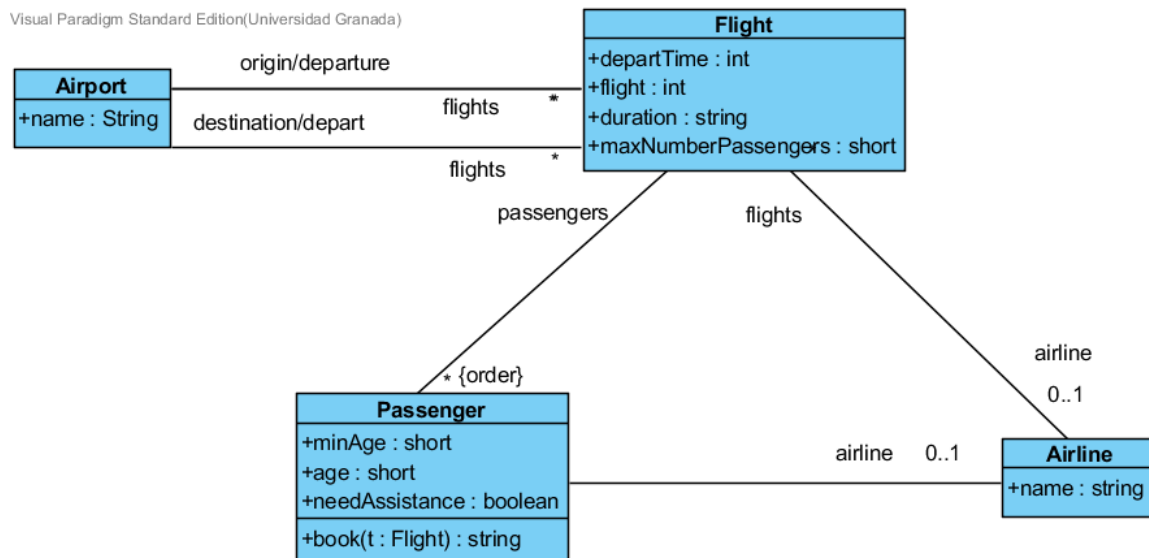 Visual Paradigm Standard Edition(Universidad Granada)
Flight
+departTime : int
+flight : int
+duration : string
+maxNumberPassengers : short
origin/departure
Airport
+name : String
flights *
destination/depart
*
flights
passengers
flights
airline
0..1
* {order}
Passenger
+minAge : short
+age : short
+needAssistance : boolean
+book(t : Flight) : string
airline 0..1
Airline
+name : string